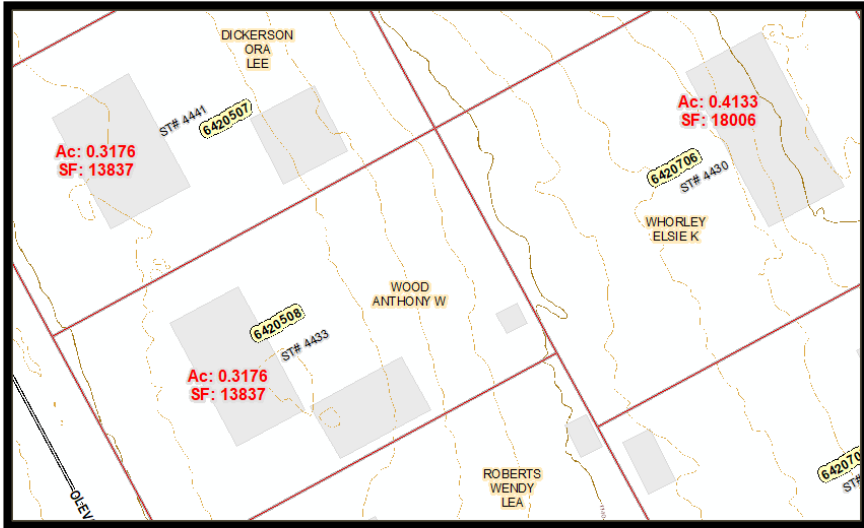 DICKERSON
ORA
LEE
ST# 4441
6420507
Ac: 0.3176
SF: 13837
Ac: 0.4133
SF: 18006
6420706
ST# 4430
WHORLEY
ELSIE K
WOOD
ANTHONY W
6420508
ST# 4433
Ac: 0.3176
SF: 13837
ROBERTS
WENDY
LEA